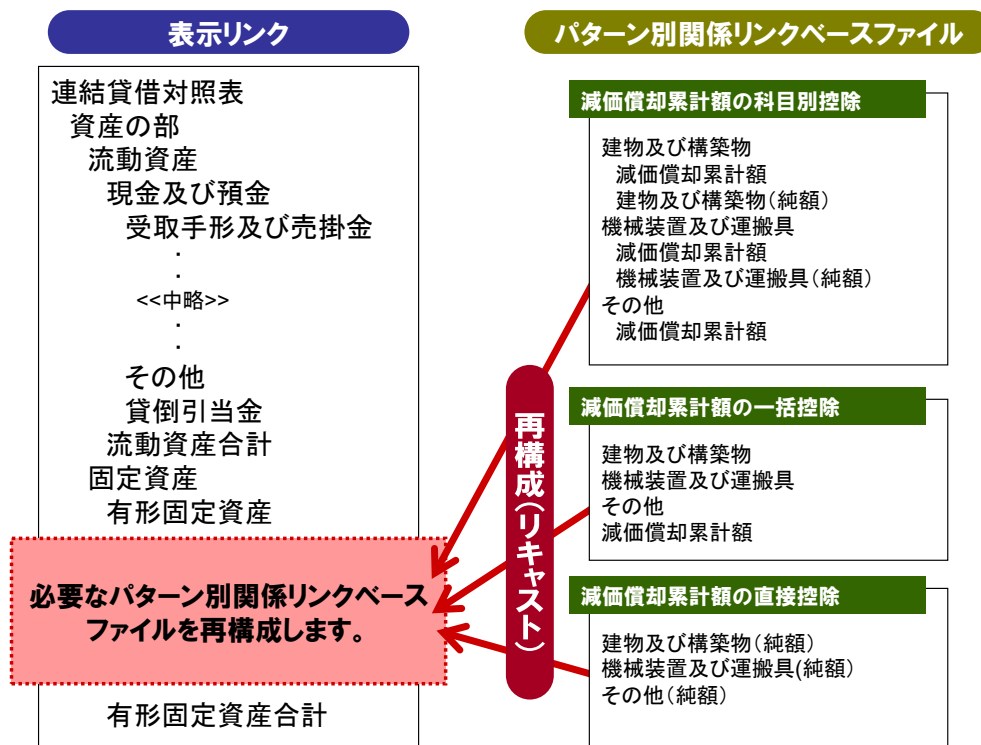 表示リンク
連結貸借対照表
資産の部
流動資産
現金及び預金
受取手形及び売掛金
・
・
<<中略>>
・
・
その他
貸倒引当金
流動資産合計
固定資産
有形固定資産
必要なパターン別関係リンクベース
ファイルを再構成します。
有形固定資産合計
再構成(リキャスト)
パターン別関係リンクベースファイル
減価償却累計額の科目別控除
建物及び構築物
減価償却累計額
建物及び構築物(純額)
機械装置及び運搬具
減価償却累計額
機械装置及び運搬具(純額)
その他
減価償却累計額
減価償却累計額の一括控除
建物及び構築物
機械装置及び運搬具
その他
減価償却累計額
減価償却累計額の直接控除
建物及び構築物(純額)
機械装置及び運搬具(純額)
その他(純額)